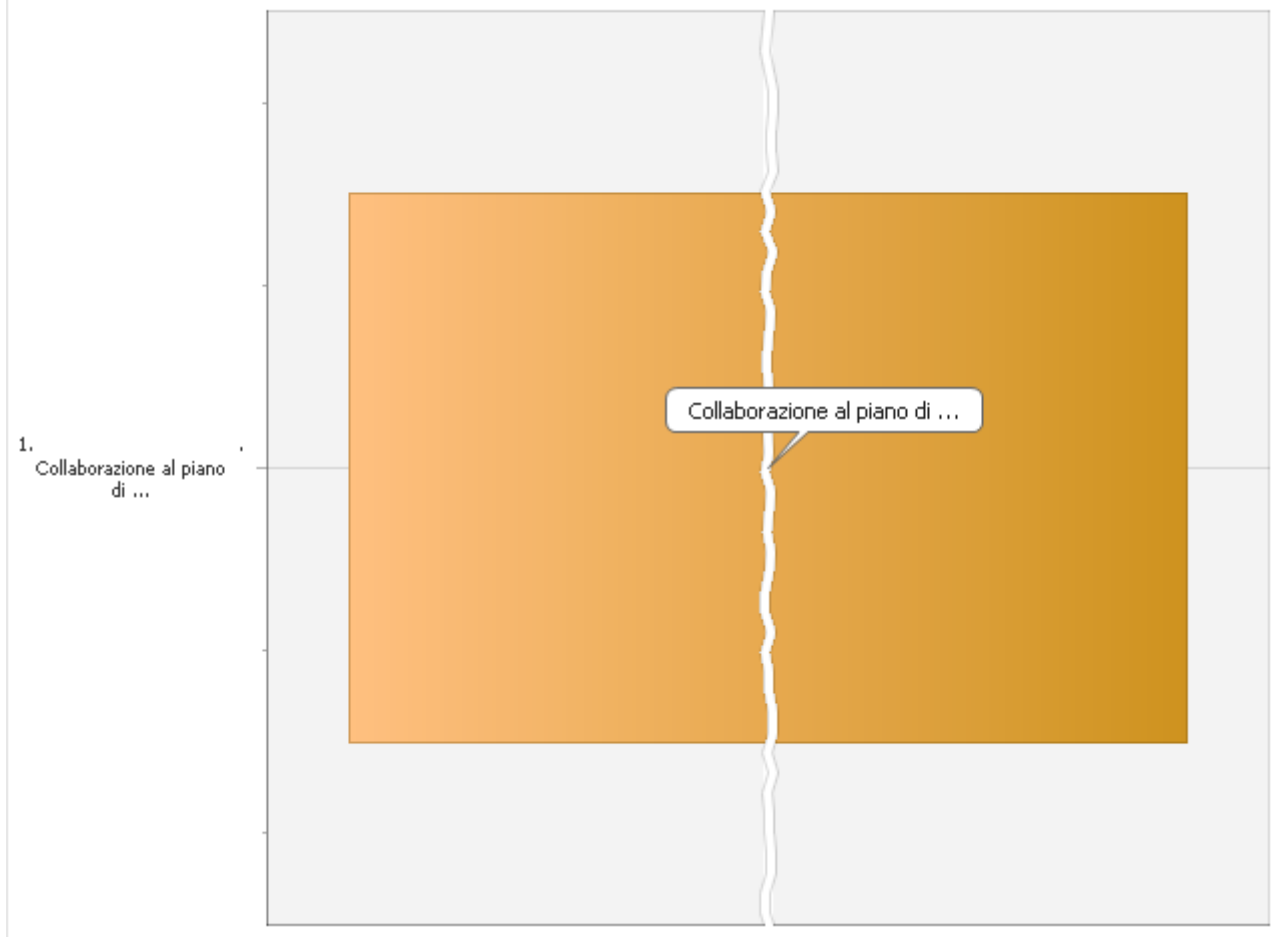 1. .
Collaborazione al piano
di ...
Collaborazione al piano di ...